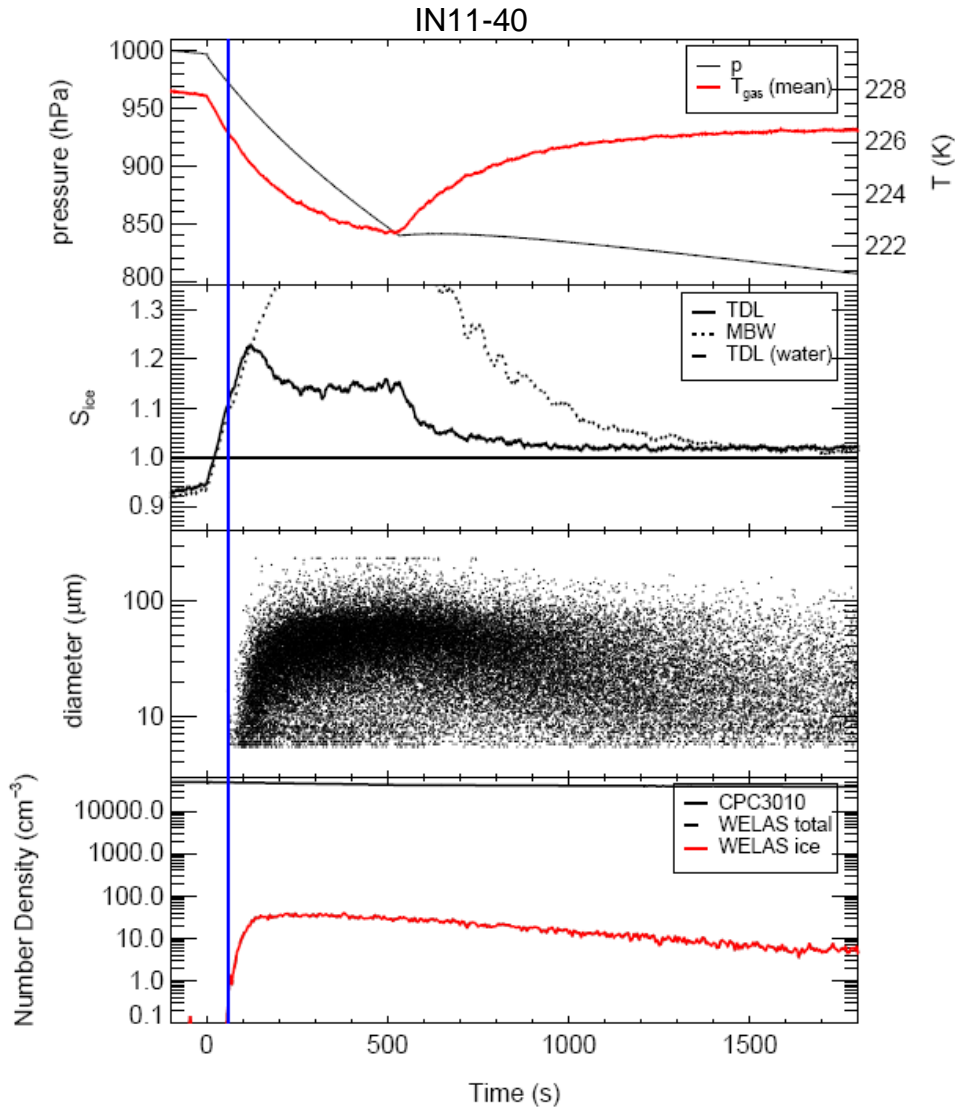 IN11-40
1000
950
900
850
800
pressure (hPa)
p
T_gas (mean)
228
226
224
222
T (K)
1.3
1.2
1.1
1.0
0.9
S_ice
TDL
MBW
TDL (water)
100
10
diameter (μm)
10000.0
1000.0
100.0
10.0
1.0
0.1
Number Density (cm⁻³)
CPC3010
WELAS total
WELAS ice
0 500 1000 1500
Time (s)